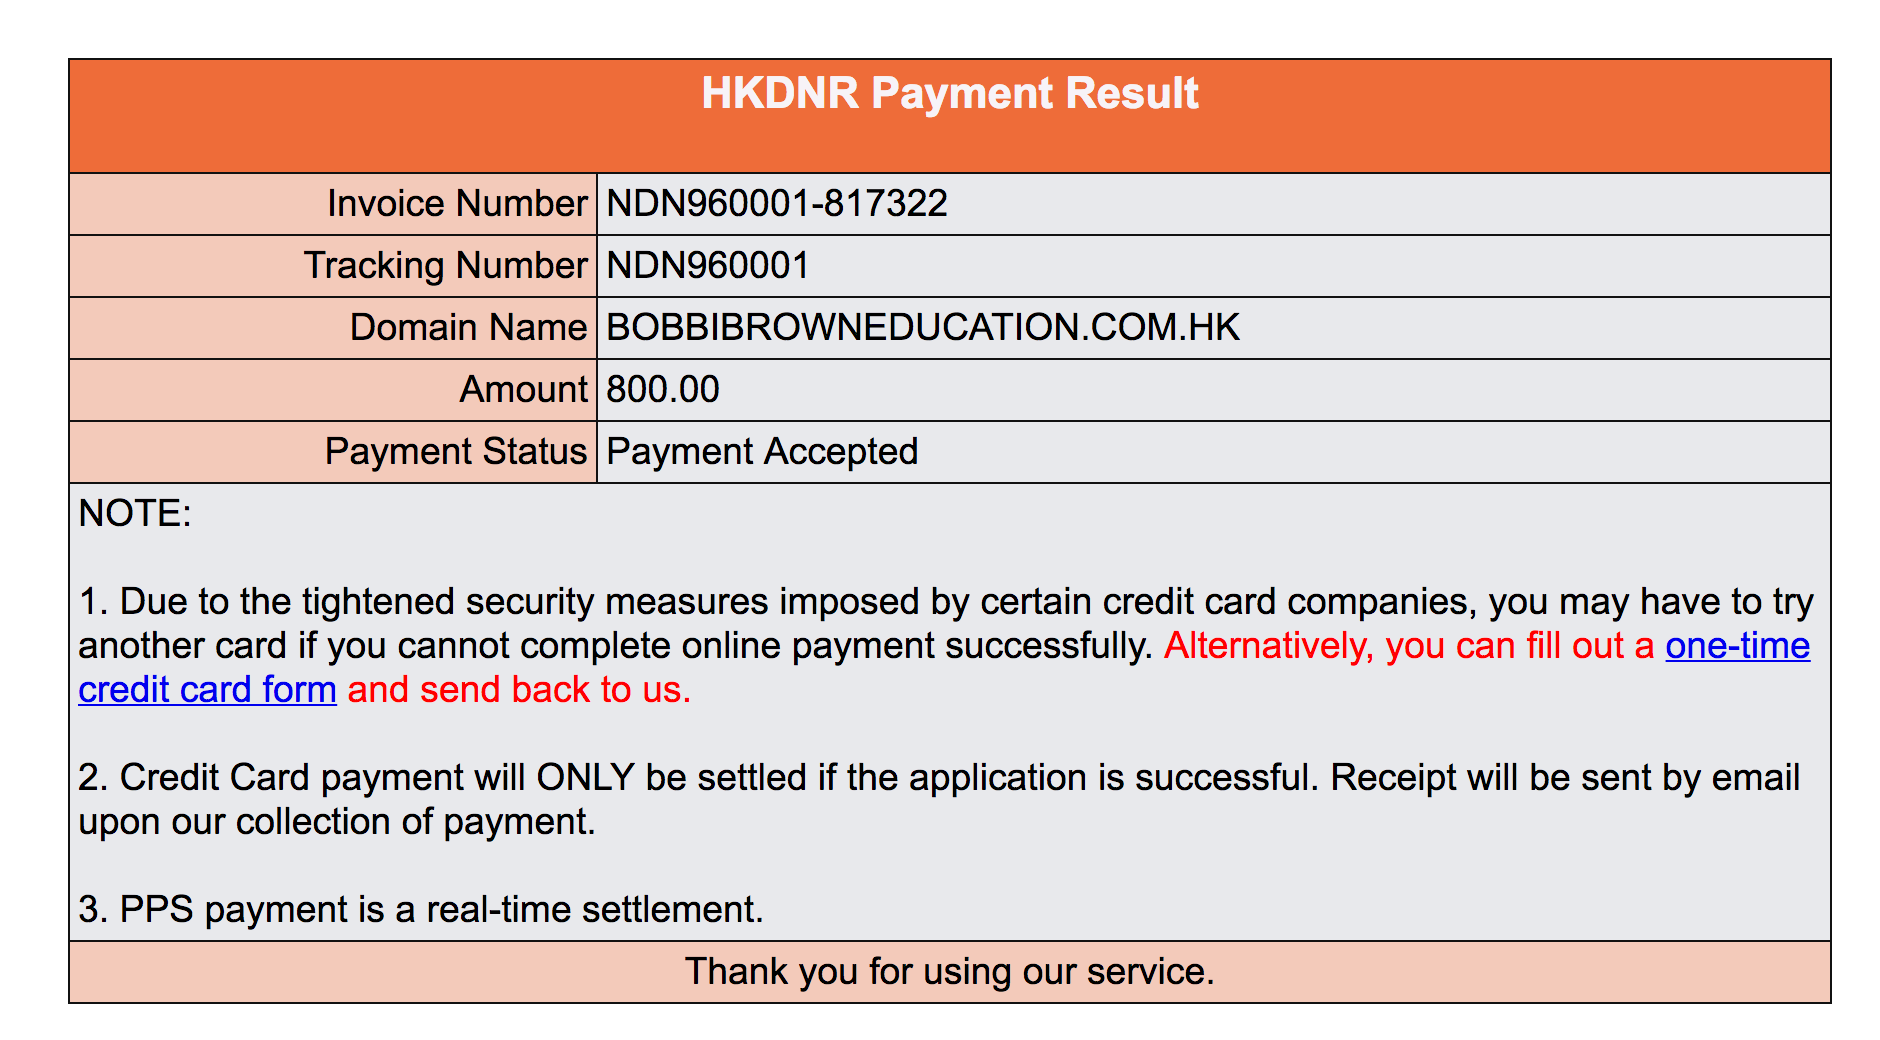 HKDNR Payment Result
Invoice Number NDN960001-817322
Tracking Number NDN960001
Domain Name BOBBIBROWNEDUCATION.COM.HK
Amount 800.00
Payment Status Payment Accepted
NOTE:
1. Due to the tightened security measures imposed by certain credit card companies, you may have to try
another card if you cannot complete online payment successfully. Alternatively, you can fill out a one-time
credit card form and send back to us.
2. Credit Card payment will ONLY be settled if the application is successful. Receipt will be sent by email
upon our collection of payment.
3. PPS payment is a real-time settlement.
Thank you for using our service.